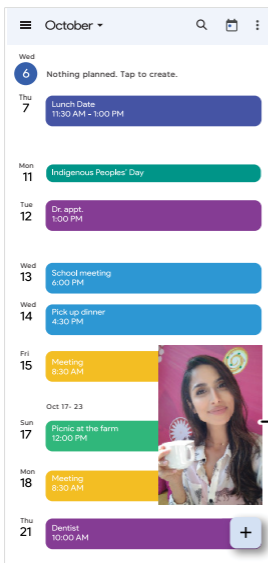 October
Wed
6
Nothing planned. Tap to create.
Thu
7
Lunch Date
11:30 AM - 1:00 PM
Mon
11
Indigenous Peoples' Day
Tue
12
Dr. appt.
1:00 PM
Wed
13
School meeting
6:00 PM
Wed
14
Pick up dinner
4:30 PM
Fri
15
Meeting
8:30 AM
Oct 17- 23
Sun
17
Picnic at the farm
12:00 PM
Mon
18
Meeting
8:30 AM
Thu
21
Dentist
10:00 AM